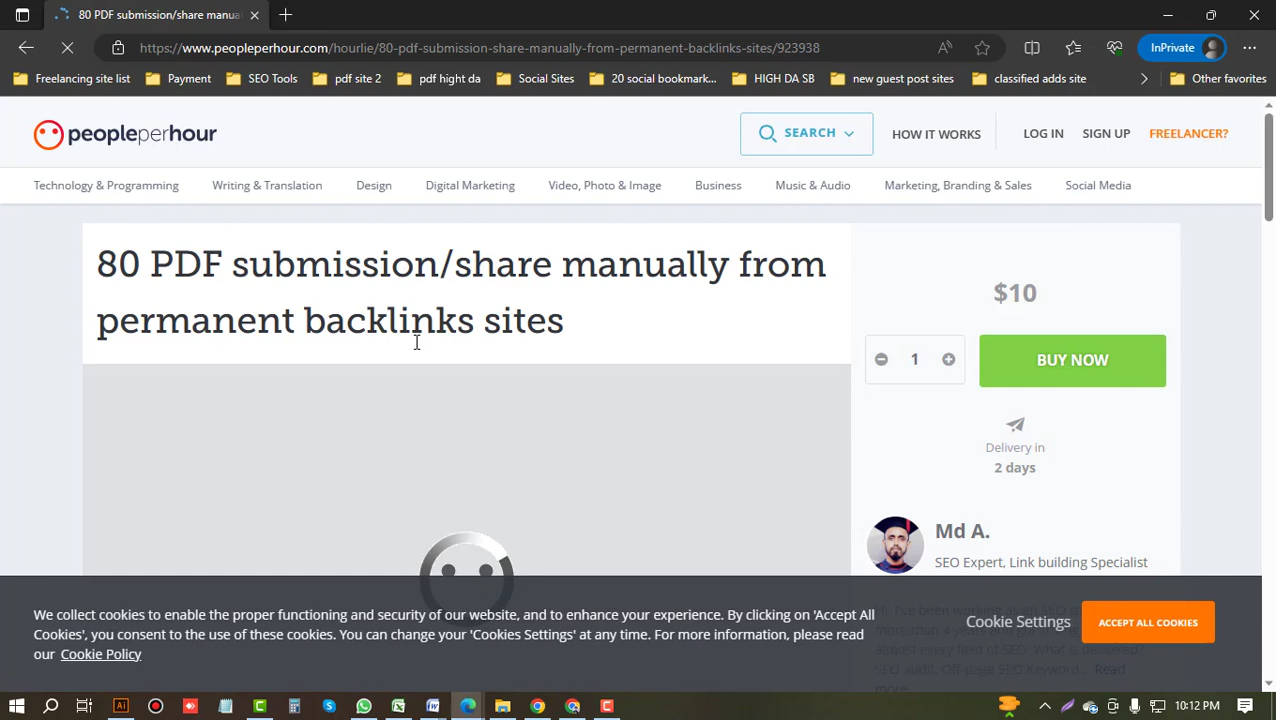 80 PDF submission/share manua
https://www.peopleperhour.com/hourlie/80-pdf-submission-share-manually-from-permanent-backlinks-sites/923938
InPrivate
Freelancing site list
Payment
SEO Tools
pdf site 2
pdf hight da
Social Sites
20 social bookmark...
HIGH DA SB
new guest post sites
classified adds site
Other favorites
peopleperhour
SEARCH
HOW IT WORKS
LOG IN
SIGN UP
FREELANCER?
Technology & Programming
Writing & Translation
Design
Digital Marketing
Video, Photo & Image
Business
Music & Audio
Marketing, Branding & Sales
Social Media
80 PDF submission/share manually from
permanent backlinks sites
$10
1
BUY NOW
Delivery in
2 days
Md A.
SEO Expert, Link building Specialist
We collect cookies to enable the proper functioning and security of our website, and to enhance your experience. By clicking on 'Accept All
Cookies', you consent to the use of these cookies. You can change your 'Cookies Settings' at any time. For more information, please read
our Cookie Policy
Cookie Settings
ACCEPT ALL COOKIES
10:12 PM